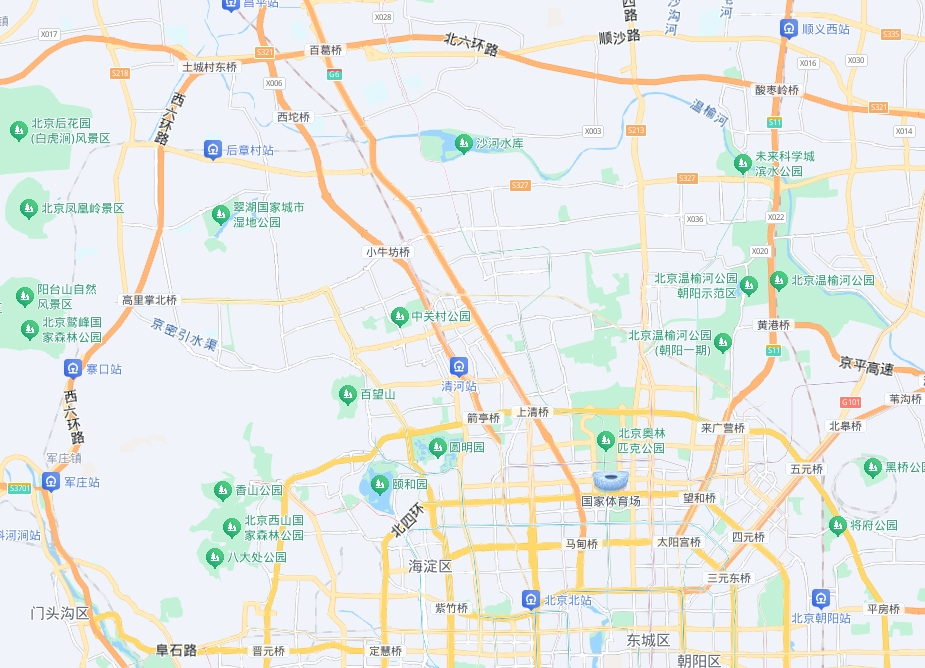 昌平站
X028
四路
沙沟河
河
镇
X017
S321
百葛桥
北六环路
顺沙路
顺义西站
S335
X016
X030
S218
土城村东桥
G6
X006
酸枣岭桥
西六环路
西坨桥
温榆河
S321
北京后花园
(白虎涧)风景区
S11
后章村站
沙河水库
X003
S213
X014
未来科学城
滨水公园
S327
S327
北京凤凰岭景区
翠湖国家城市
湿地公园
X036
X022
小牛坊桥
X020
阳台山自然
风景区
高里掌北桥
北京温榆河公园
朝阳示范区
北京温榆河公园
北京鹫峰国
家森林公园
京密引水渠
中关村公园
黄港桥
北京温榆河公园
(朝阳一期)
S11
寨口站
清河站
京平高速
西六环路
百望山
G101
苇沟桥
箭亭桥
上清桥
来广营桥
北皋桥
圆明园
北京奥林
匹克公园
军庄镇
五元桥
黑桥公园
S3701
军庄站
香山公园
颐和园
国家体育场
望和桥
北京西山国
家森林公园
北四环
将府公园
河涧站
八大处公园
马甸桥
太阳宫桥
四元桥
海淀区
三元东桥
门头沟区
紫竹桥
北京北站
平房桥
北京朝阳站
东城区
阜石路
晋元桥
定慧桥
朝阳区